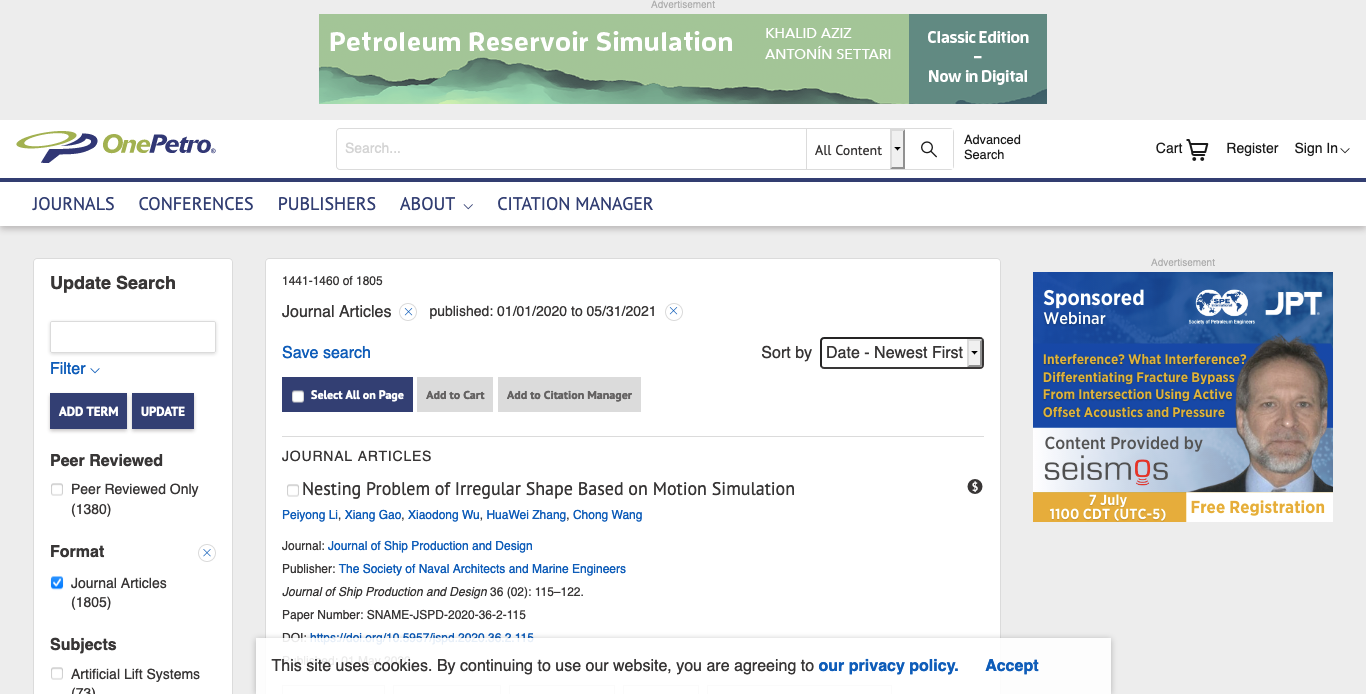 Advertisement
Petroleum Reservoir Simulation
KHALID AZIZ
ANTONÍN SETTARI
Classic Edition
–
Now in Digital
OnePetro®
Search...
All Content
Advanced
Search
Cart
Register
Sign In
JOURNALS
CONFERENCES
PUBLISHERS
ABOUT
CITATION MANAGER
Update Search
Filter
ADD TERM
UPDATE
Peer Reviewed
Peer Reviewed Only
(1380)
Format
Journal Articles
(1805)
Subjects
Artificial Lift Systems
(73)
1441-1460 of 1805
Journal Articles
published: 01/01/2020 to 05/31/2021
Save search
Sort by
Date - Newest First
Select All on Page
Add to Cart
Add to Citation Manager
JOURNAL ARTICLES
Nesting Problem of Irregular Shape Based on Motion Simulation
Peiyong Li, Xiang Gao, Xiaodong Wu, HuaWei Zhang, Chong Wang
Journal: Journal of Ship Production and Design
Publisher: The Society of Naval Architects and Marine Engineers
Journal of Ship Production and Design 36 (02): 115–122.
Paper Number: SNAME-JSPD-2020-36-2-115
DOI: https://doi.org/10.5957/jspd.2020.36.2.115
This site uses cookies. By continuing to use our website, you are agreeing to our privacy policy.
Accept
Advertisement
Sponsored
Webinar
SPE
International
Society of Petroleum Engineers
JPT
Interference? What Interference?
Differentiating Fracture Bypass
From Intersection Using Active
Offset Acoustics and Pressure
Content Provided by
seismos
7 July
1100 CDT (UTC-5)
Free Registration